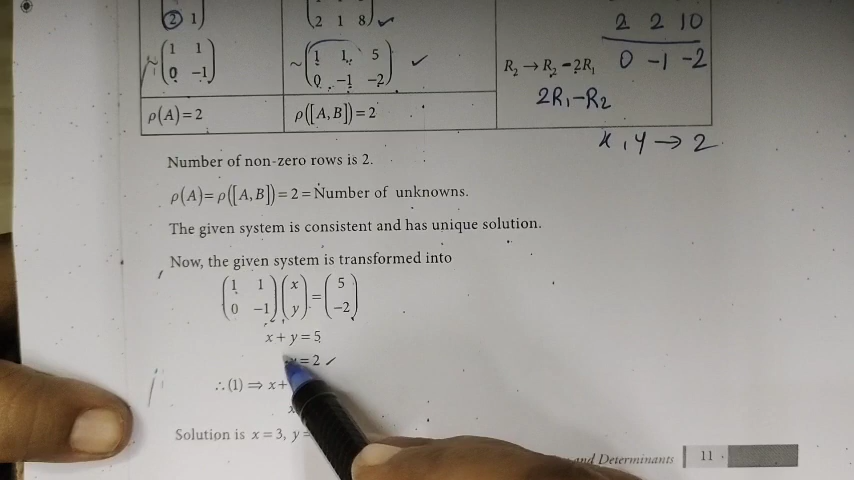 2 1
2 1 8 ✓
2 2 10
~ (1 1
0 -1)
~ (1 1 5
0 -1 -2) ✓
R₂ → R₂ - 2R₁
0 -1 -2
2R₁-R₂
ρ(A) = 2
ρ([A, B]) = 2
x, y → 2
Number of non-zero rows is 2.
ρ(A) = ρ([A, B]) = 2 = Number of unknowns.
The given system is consistent and has unique solution.
Now, the given system is transformed into
(1 1
0 -1) (x
y) = (5
-2)
x + y = 5
= 2 ✓
∴ (1) ⇒ x +
Solution is x = 3, y =
and Determinants 11